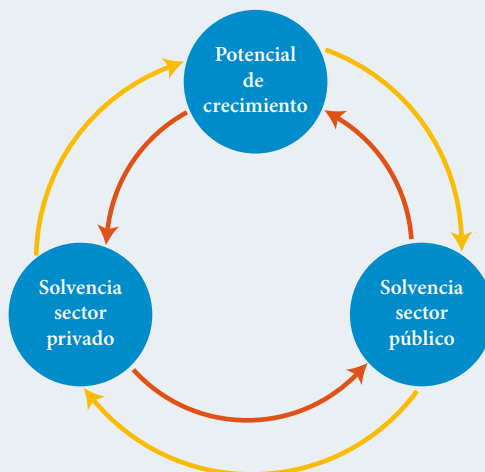 Potencial
de
crecimiento
Solvencia
sector
privado
Solvencia
sector
público